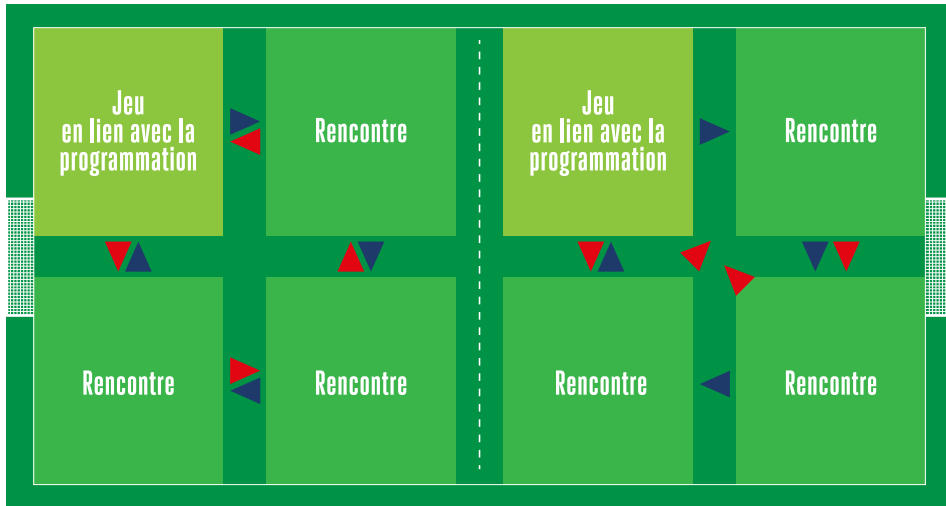 Jeu
en lien avec la
programmation
Rencontre
Jeu
en lien avec la
programmation
Rencontre
Rencontre
Rencontre
Rencontre
Rencontre